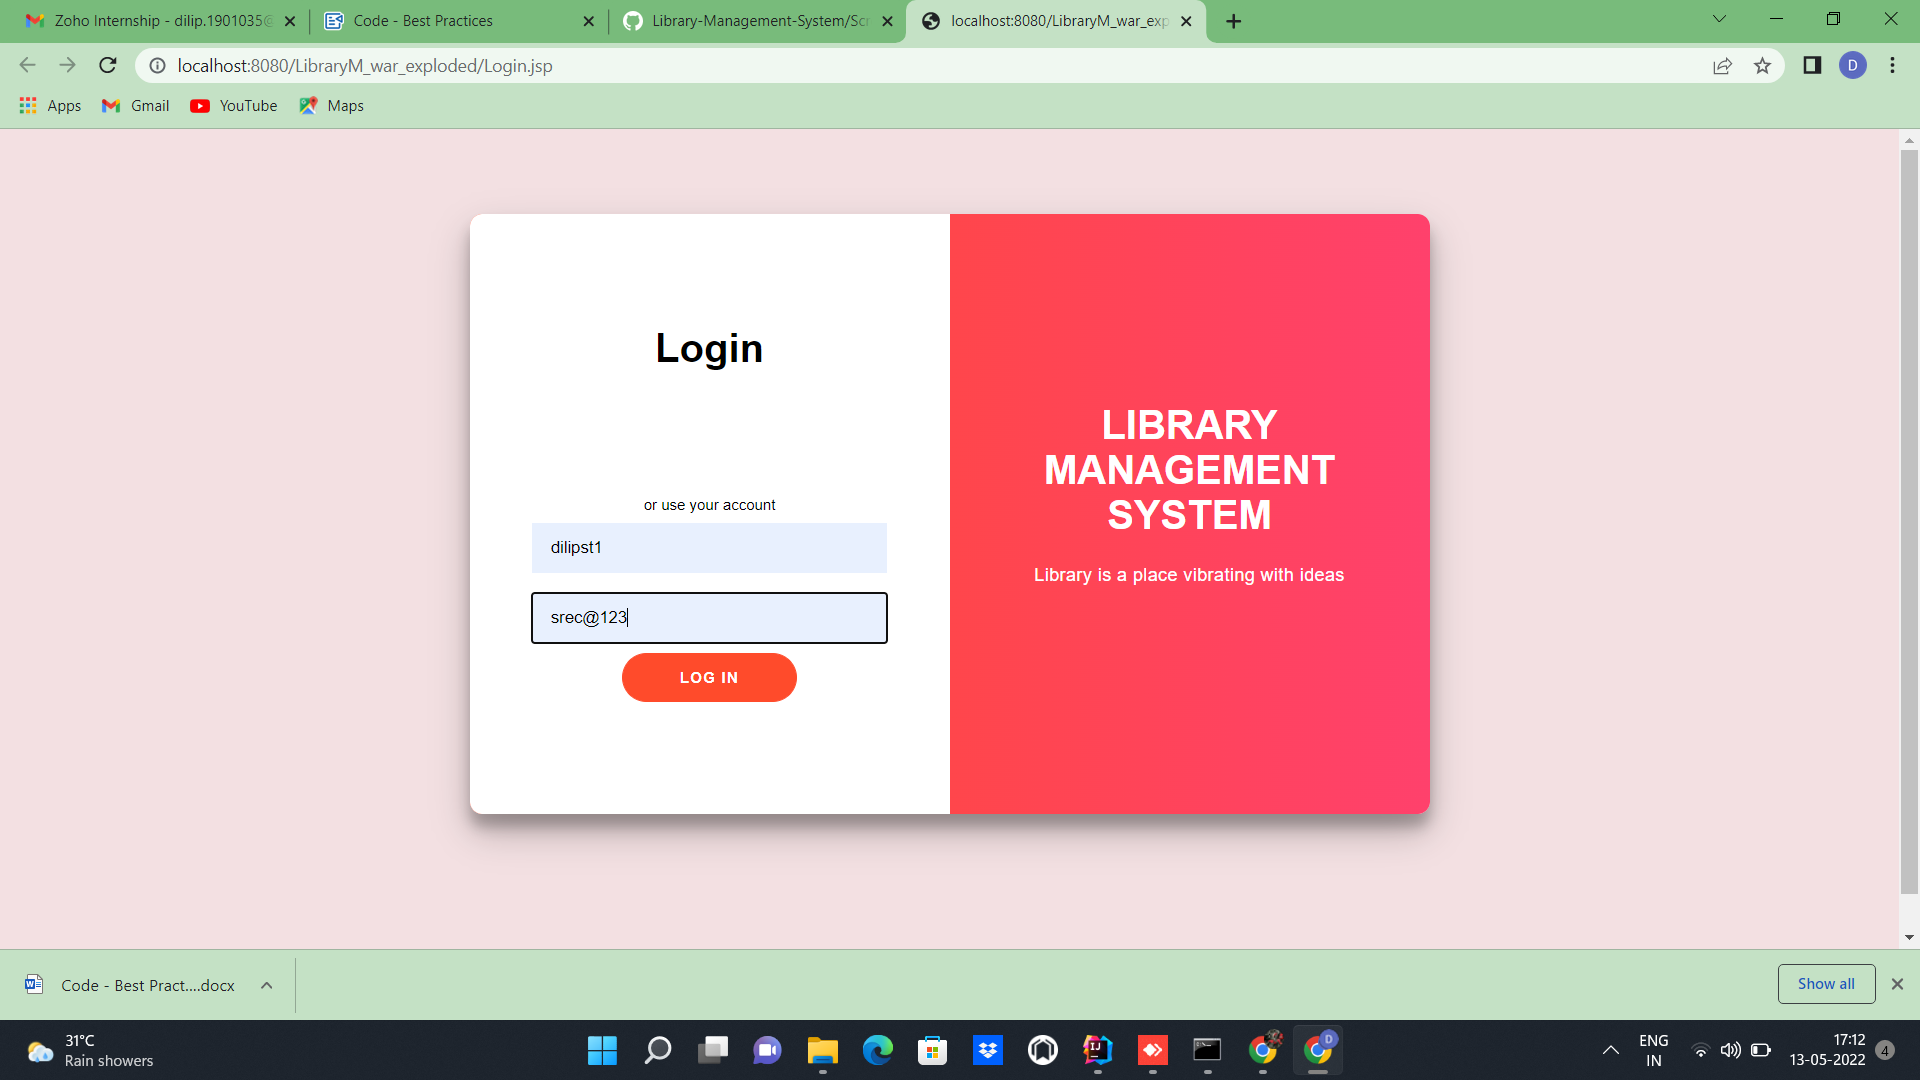 Zoho Internship - dilip.1901035@
Code - Best Practices
Library-Management-System/Scr
localhost:8080/LibraryM_war_exp
localhost:8080/LibraryM_war_exploded/Login.jsp
D
Apps
Gmail
YouTube
Maps
Login
or use your account
dilipst1
srec@123
LOG IN
LIBRARY
MANAGEMENT
SYSTEM
Library is a place vibrating with ideas
Code - Best Pract....docx
Show all
31°C
Rain showers
IJ
D
ENG
IN
17:12
13-05-2022
4